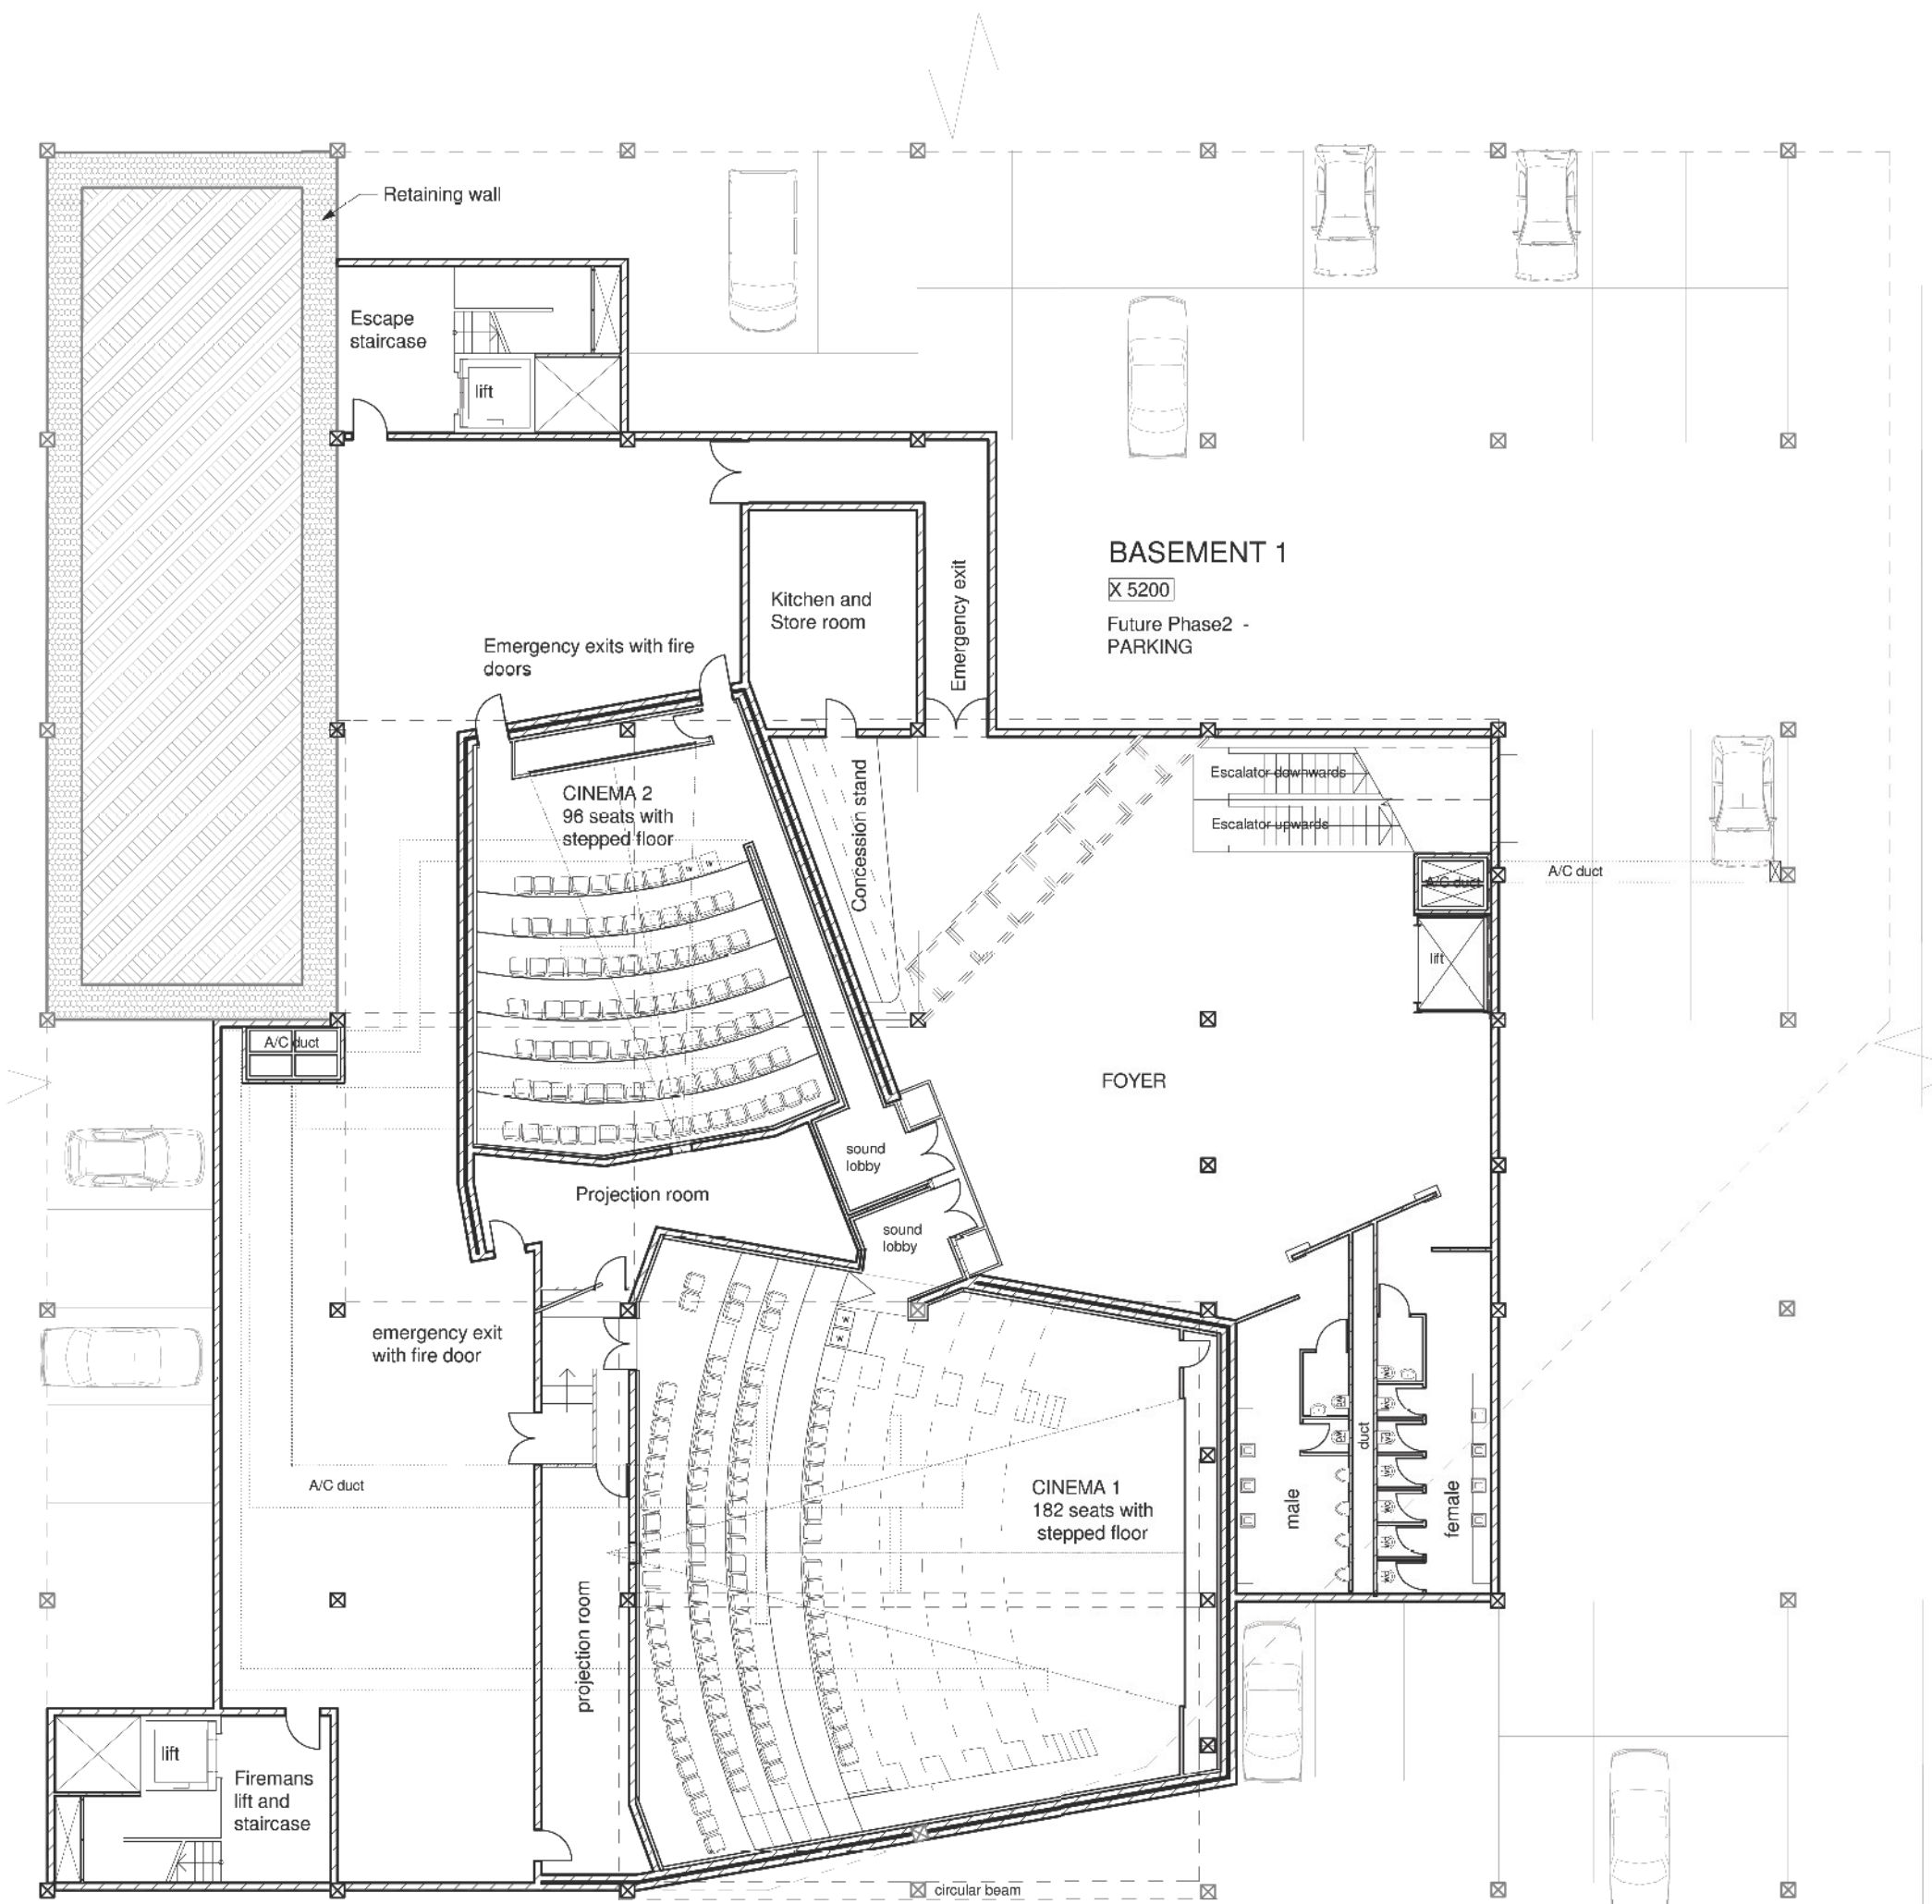 Retaining wall
Escape
staircase
lift
BASEMENT 1
X 5200
Future Phase2 -
PARKING
Kitchen and
Store room
Emergency exit
Emergency exits with fire
doors
CINEMA 2
96 seats with
stepped floor
Concession stand
Escalator downwards
Escalator upwards
A/C duct
A/C duct
lift
A/C duct
FOYER
sound
lobby
Projection room
sound
lobby
emergency exit
with fire door
A/C duct
CINEMA 1
182 seats with
stepped floor
duct
male
female
projection room
lift
Firemans
lift and
staircase
circular beam